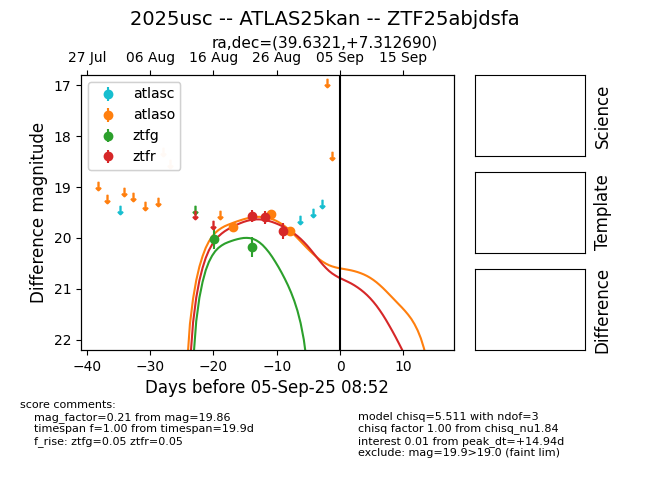 2025usc -- ATLAS25kan -- ZTF25abjdsfa
ra,dec=(39.6321,+7.312690)
27 Jul 06 Aug 16 Aug 26 Aug 05 Sep 15 Sep
17
18
19
20
21
22
Difference magnitude
atlasc
atlaso
ztfg
ztfr
−40 −30 −20 −10 0 10
Days before 05-Sep-25 08:52
Science
Template
Difference
score comments:
mag_factor=0.21 from mag=19.86
timespan f=1.00 from timespan=19.9d
f_rise: ztfg=0.05 ztfr=0.05
model chisq=5.511 with ndof=3
chisq factor 1.00 from chisq_nu1.84
interest 0.01 from peak_dt=+14.94d
exclude: mag=19.9>19.0 (faint lim)